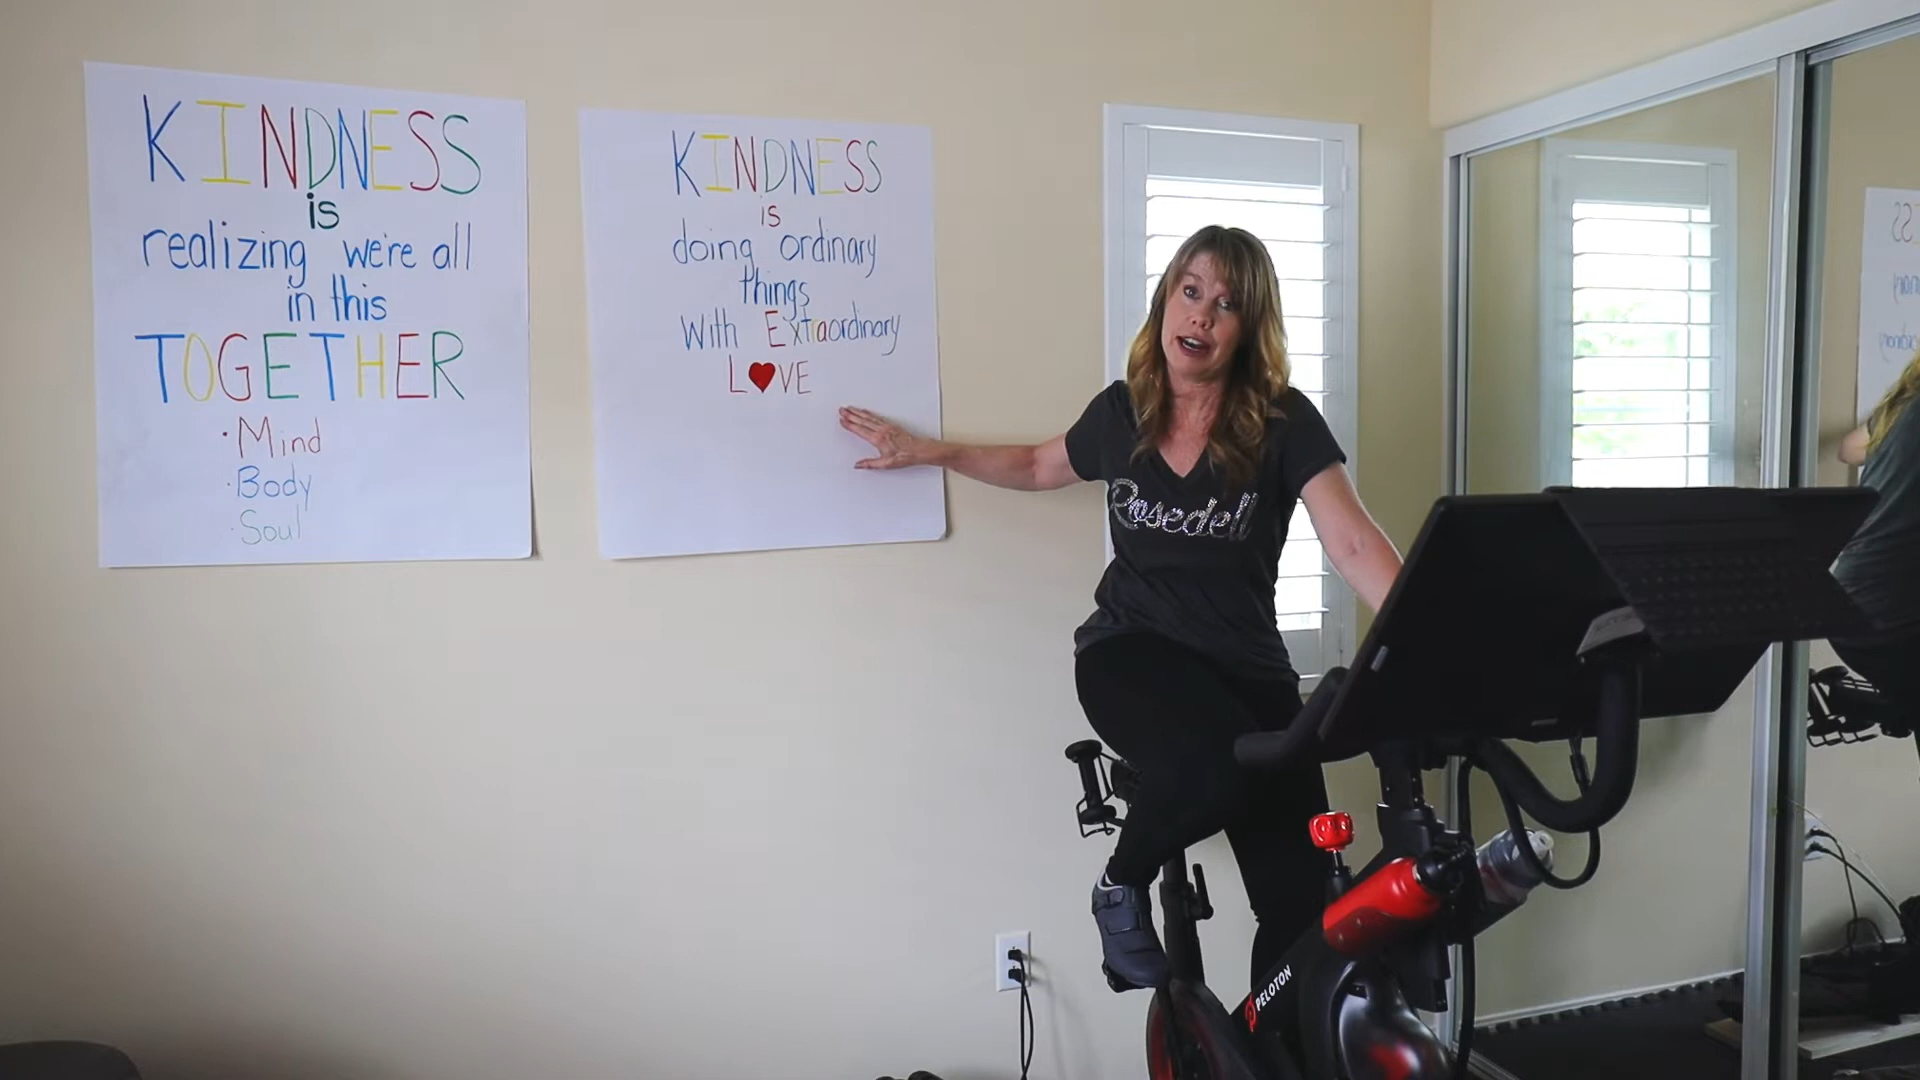 KINDNESS
is
realizing we're all
in this
TOGETHER
· Mind
· Body
· Soul
KINDNESS
is
doing ordinary
things
With Extraordinary
LOVE
Rosedell
PELOTON